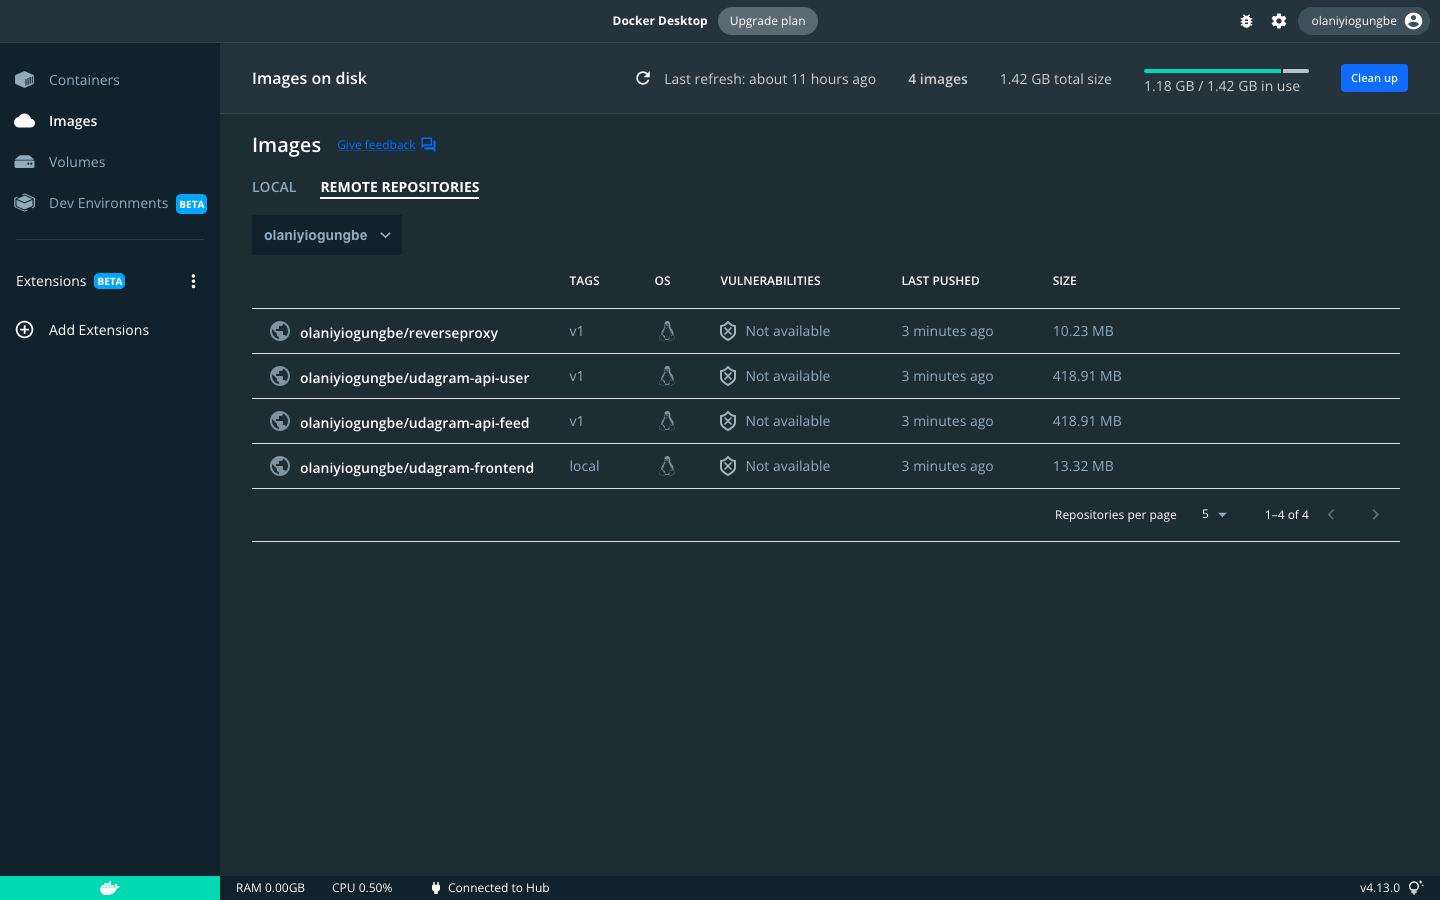 Docker Desktop Upgrade plan olaniyiogungbe
Containers
Images
Volumes
Dev Environments BETA
Extensions BETA
Add Extensions
Images on disk Last refresh: about 11 hours ago 4 images 1.42 GB total size 1.18 GB / 1.42 GB in use Clean up
Images Give feedback
LOCAL REMOTE REPOSITORIES
olaniyiogungbe
TAGS OS VULNERABILITIES LAST PUSHED SIZE
olaniyiogungbe/reverseproxy v1 Not available 3 minutes ago 10.23 MB
olaniyiogungbe/udagram-api-user v1 Not available 3 minutes ago 418.91 MB
olaniyiogungbe/udagram-api-feed v1 Not available 3 minutes ago 418.91 MB
olaniyiogungbe/udagram-frontend local Not available 3 minutes ago 13.32 MB
Repositories per page 5 1–4 of 4
RAM 0.00GB CPU 0.50% Connected to Hub v4.13.0